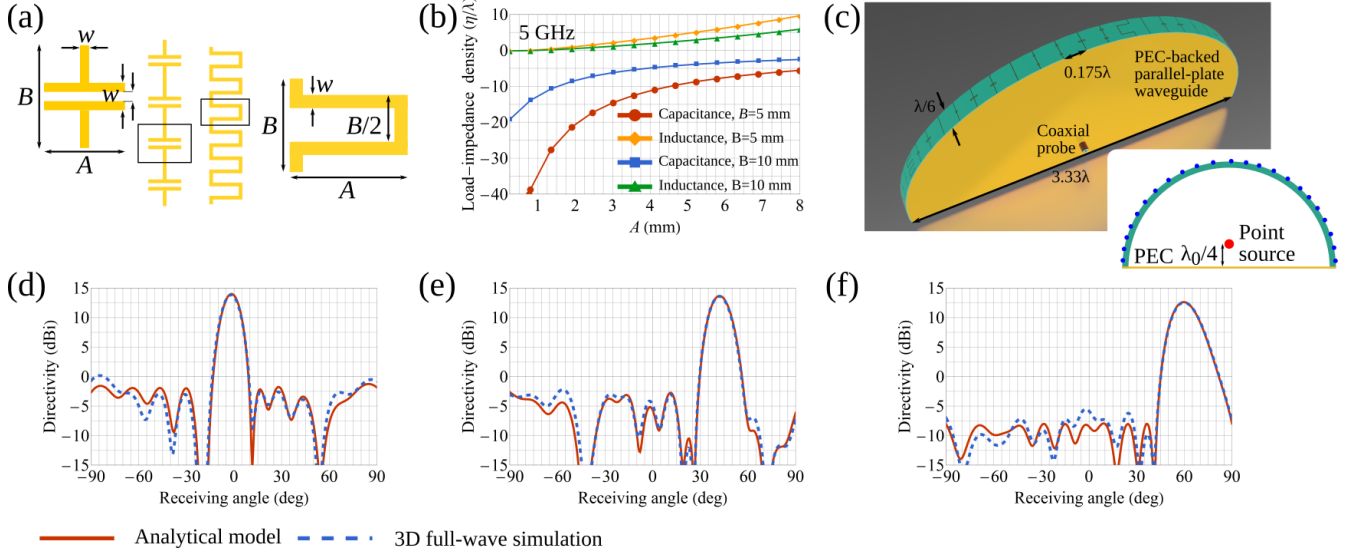 (a)
w
B
w
A
w
B
B/2
A
(b)
Load−impedance density (η/λ)
5 GHz
10
0
−10
−20
−30
−40
Capacitance, B=5 mm
Inductance, B=5 mm
Capacitance, B=10 mm
Inductance, B=10 mm
1 2 3 4 5 6 7 8
A (mm)
(c)
λ/6
0.175λ
PEC-backed
parallel-plate
waveguide
Coaxial
probe
3.33λ
PEC
λ0/4
Point
source
(d)
Directivity (dBi)
15
10
5
0
−5
−10
−15
−90 −60 −30 0 30 60 90
Receiving angle (deg)
(e)
Directivity (dBi)
15
10
5
0
−5
−10
−15
−90 −60 −30 0 30 60 90
Receiving angle (deg)
(f)
Directivity (dBi)
15
10
5
0
−5
−10
−15
−90 −60 −30 0 30 60 90
Receiving angle (deg)
Analytical model
3D full-wave simulation